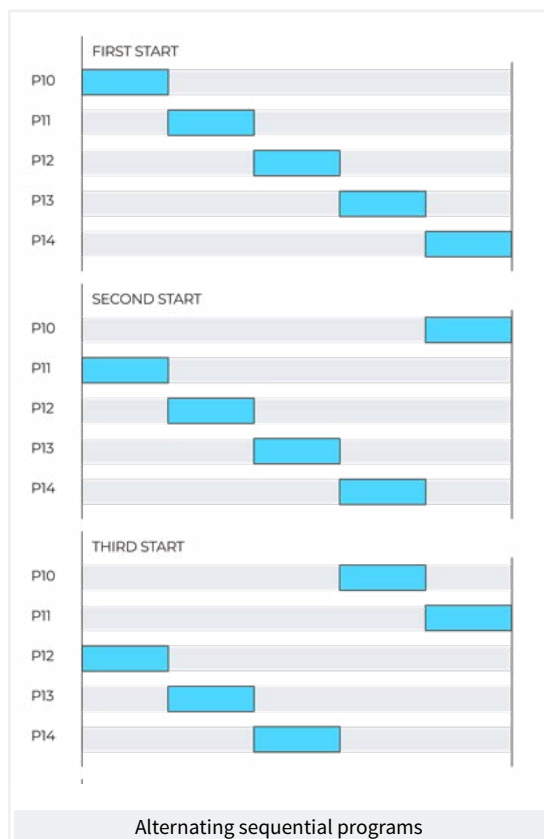 FIRST START
P10
P11
P12
P13
P14
SECOND START
P10
P11
P12
P13
P14
THIRD START
P10
P11
P12
P13
P14
Alternating sequential programs